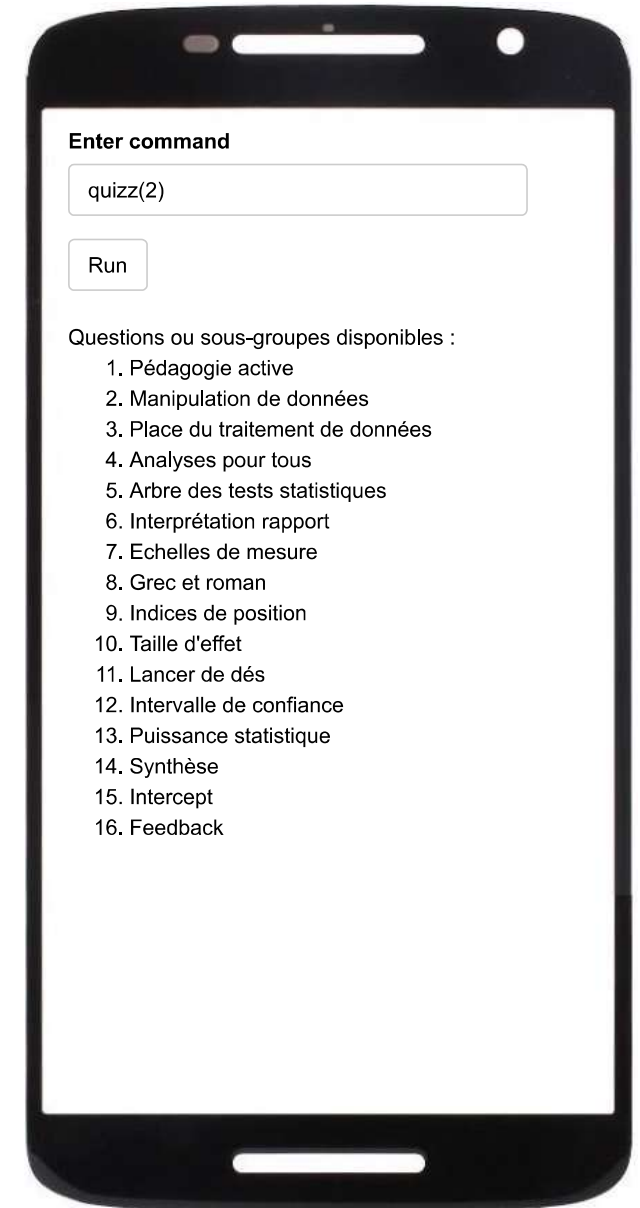 Enter command
quizz(2)
Run
Questions ou sous-groupes disponibles :
1. Pédagogie active
2. Manipulation de données
3. Place du traitement de données
4. Analyses pour tous
5. Arbre des tests statistiques
6. Interprétation rapport
7. Echelles de mesure
8. Grec et roman
9. Indices de position
10. Taille d'effet
11. Lancer de dés
12. Intervalle de confiance
13. Puissance statistique
14. Synthèse
15. Intercept
16. Feedback